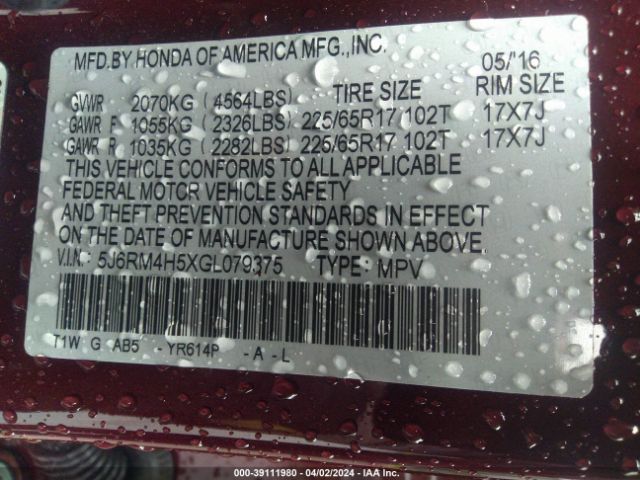 MFD.BY HONDA OF AMERICA MFG.,INC. 05/'16
GVWR 2070KG (4564LBS) TIRE SIZE RIM SIZE
GAWR F 1055KG (2326LBS) 225/65R17 102T 17X7J
GAWR R 1035KG (2282LBS) 225/65R17 102T 17X7J
THIS VEHICLE CONFORMS TO ALL APPLICABLE
FEDERAL MOTOR VEHICLE SAFETY
AND THEFT PREVENTION STANDARDS IN EFFECT
ON THE DATE OF MANUFACTURE SHOWN ABOVE.
V.I.N.: 5J6RM4H5XGL079375 TYPE: MPV
T1W G AB5 -YR614P -A-L
000-39111980 - 04/02/2024 - IAA Inc.